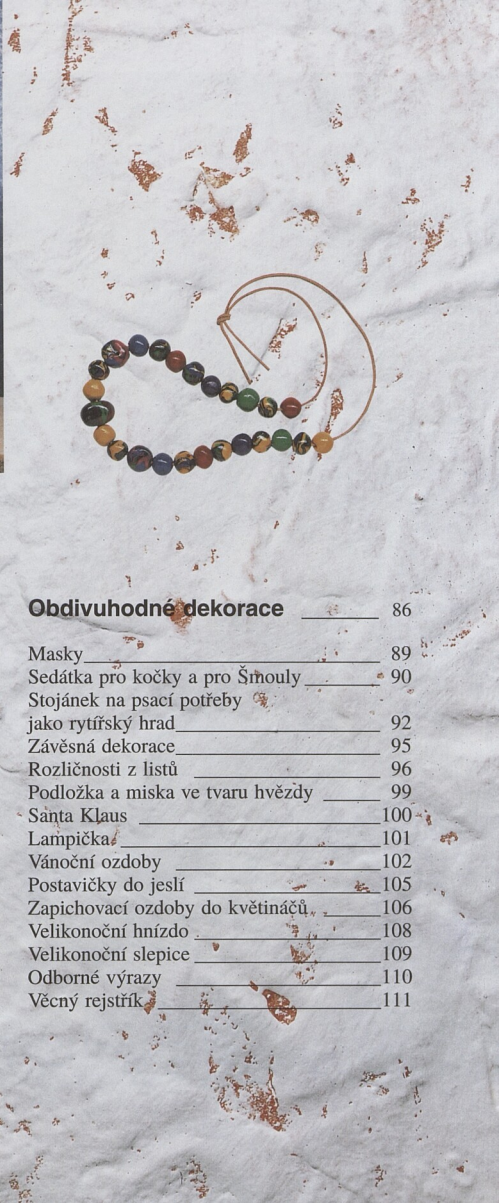 Obdivuhodné dekorace 86
Masky 89
Sedátka pro kočky a pro Šmouly 90
Stojánek na psací potřeby
jako rytířský hrad 92
Závěsná dekorace 95
Rozličnosti z listů 96
Podložka a miska ve tvaru hvězdy 99
Santa Klaus 100
Lampička 101
Vánoční ozdoby 102
Postavičky do jeslí 105
Zapichovací ozdoby do květináčů 106
Velikonoční hnízdo 108
Velikonoční slepice 109
Odborné výrazy 110
Věcný rejstřík 111